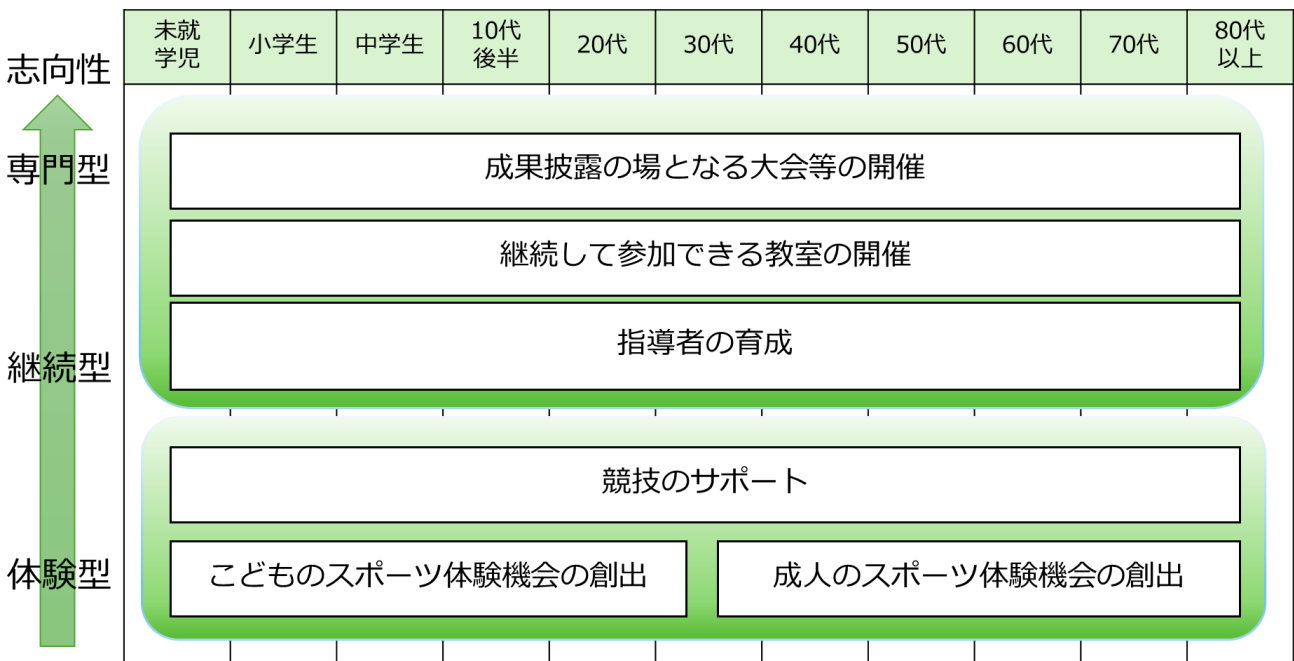 未就
学児
小学生
中学生
10代
後半
20代
30代
40代
50代
60代
70代
80代
以上
志向性
専門型
成果披露の場となる大会等の開催
継続して参加できる教室の開催
指導者の育成
継続型
競技のサポート
体験型
こどものスポーツ体験機会の創出
成人のスポーツ体験機会の創出